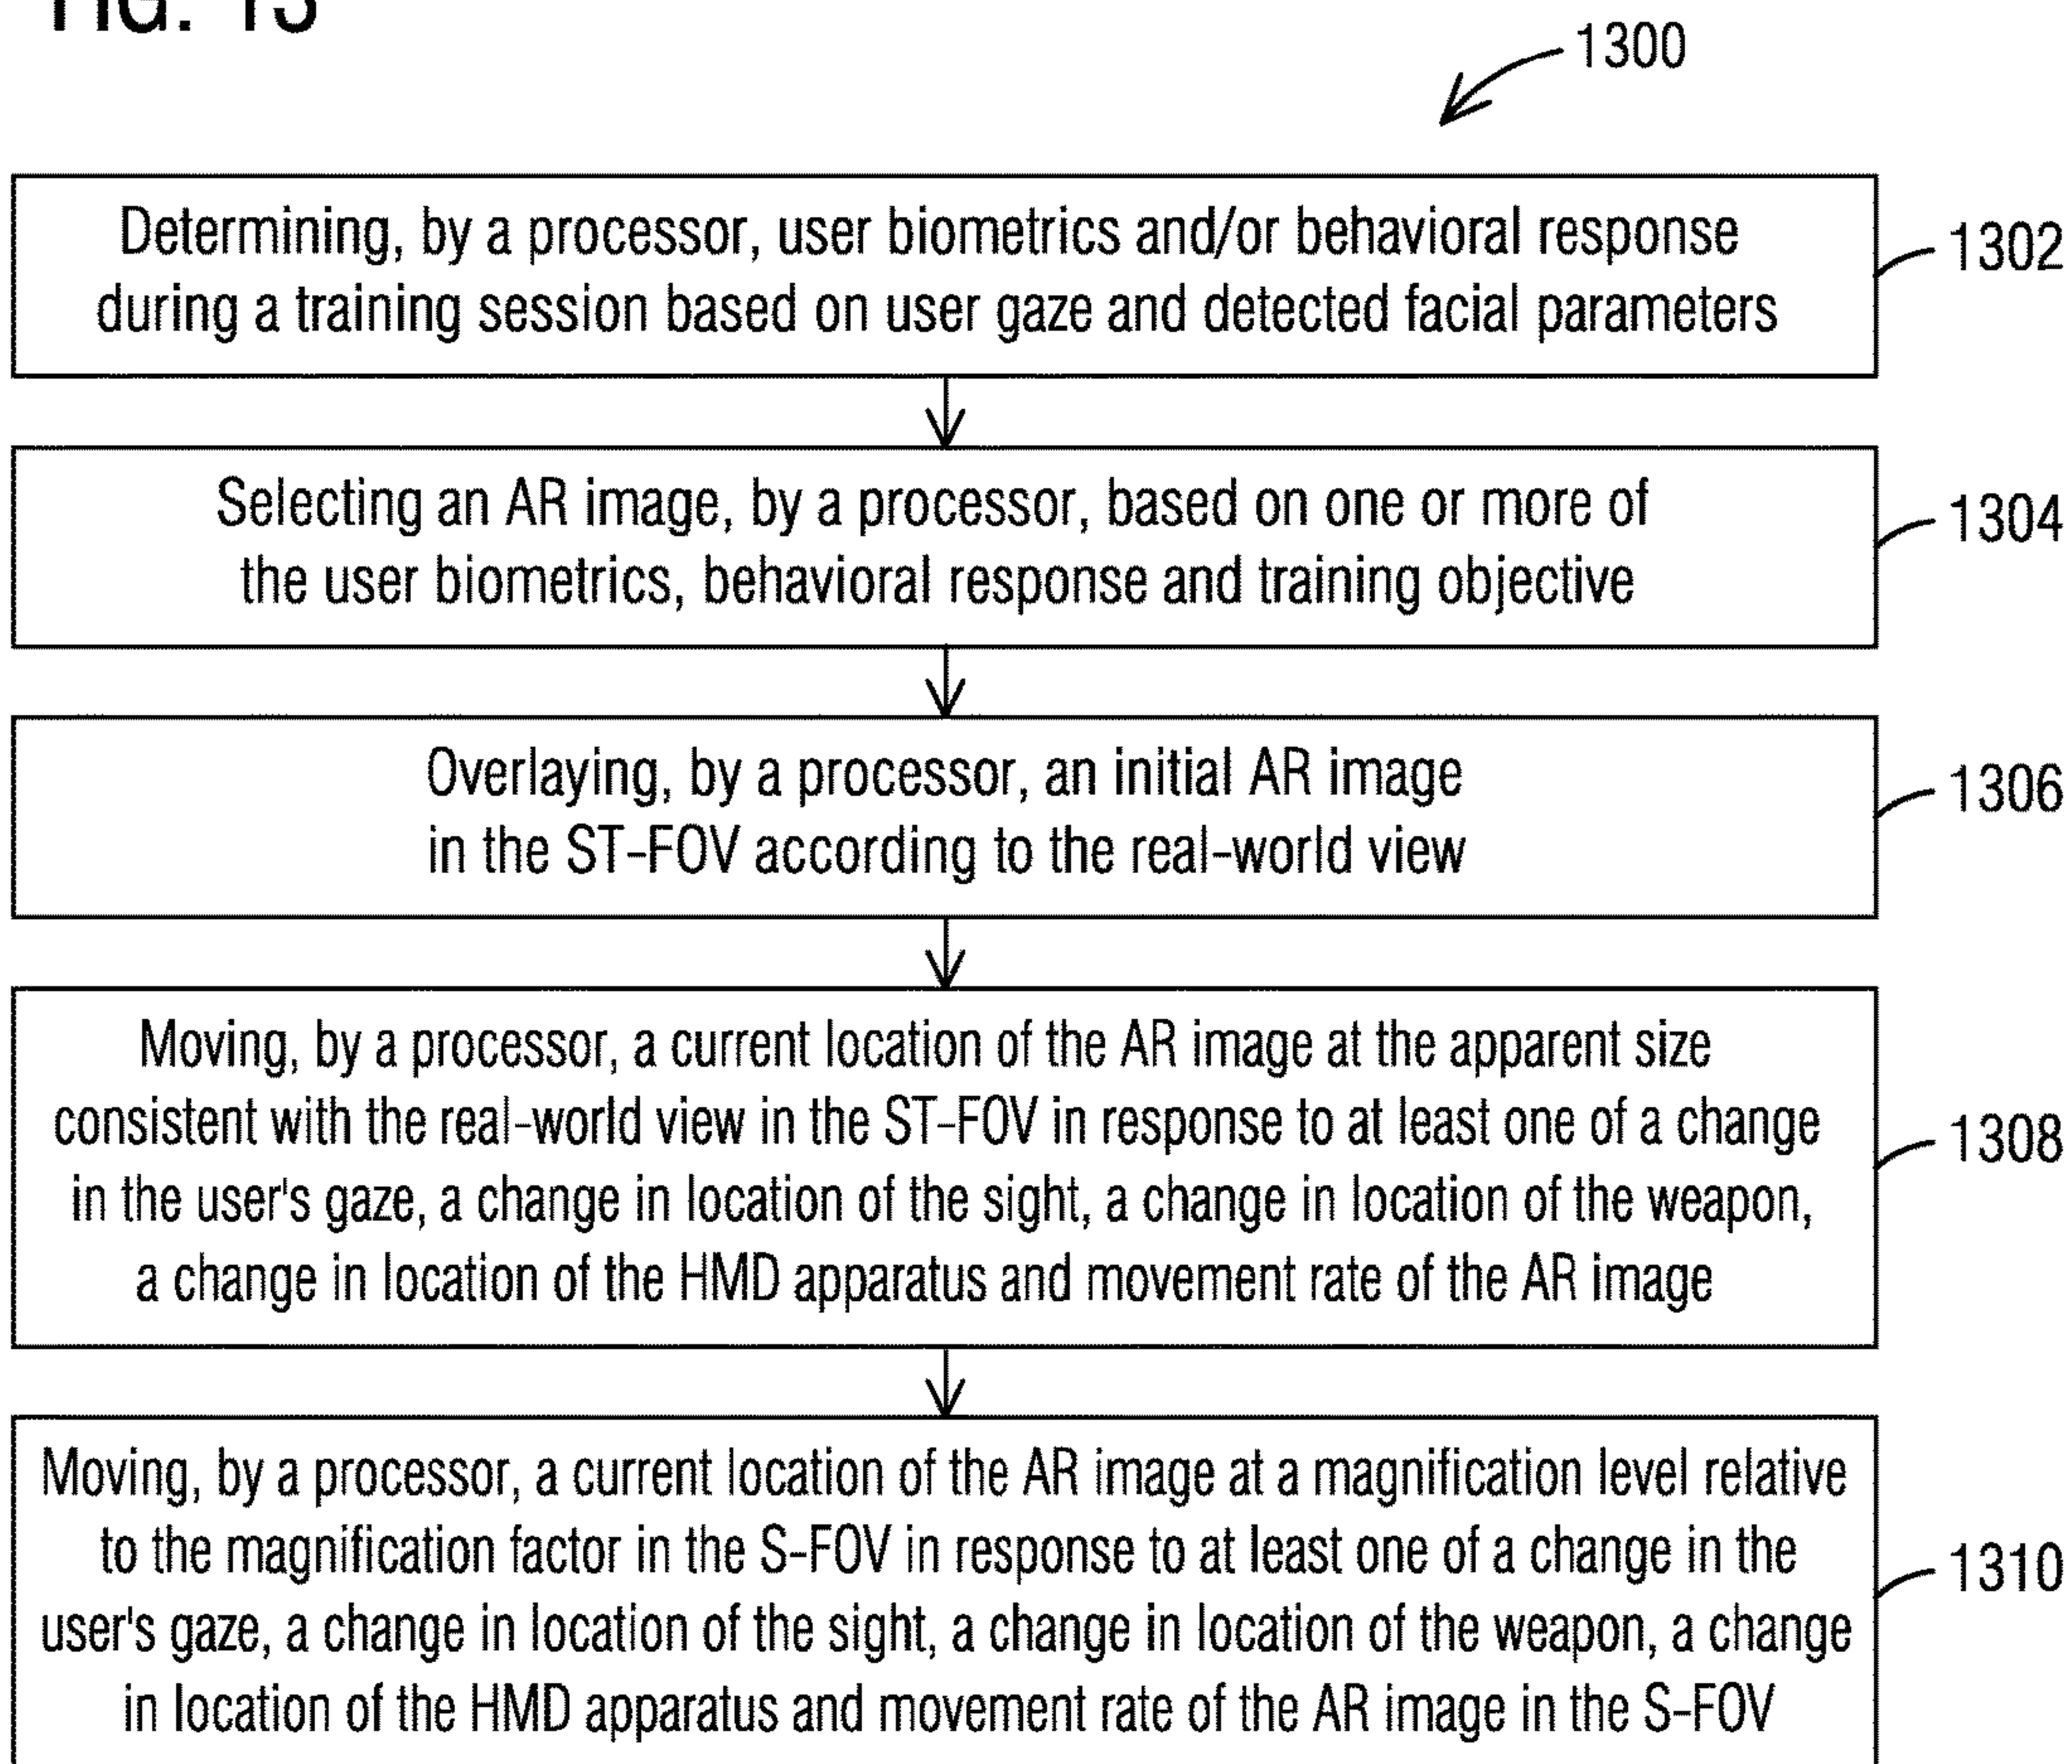 FIG. 13
1300
Determining, by a processor, user biometrics and/or behavioral response
during a training session based on user gaze and detected facial parameters
1302
Selecting an AR image, by a processor, based on one or more of
the user biometrics, behavioral response and training objective
1304
Overlaying, by a processor, an initial AR image
in the ST-FOV according to the real-world view
1306
Moving, by a processor, a current location of the AR image at the apparent size
consistent with the real-world view in the ST-FOV in response to at least one of a change
in the user's gaze, a change in location of the sight, a change in location of the weapon,
a change in location of the HMD apparatus and movement rate of the AR image
1308
Moving, by a processor, a current location of the AR image at a magnification level relative
to the magnification factor in the S-FOV in response to at least one of a change in the
user's gaze, a change in location of the sight, a change in location of the weapon, a change
in location of the HMD apparatus and movement rate of the AR image in the S-FOV
1310